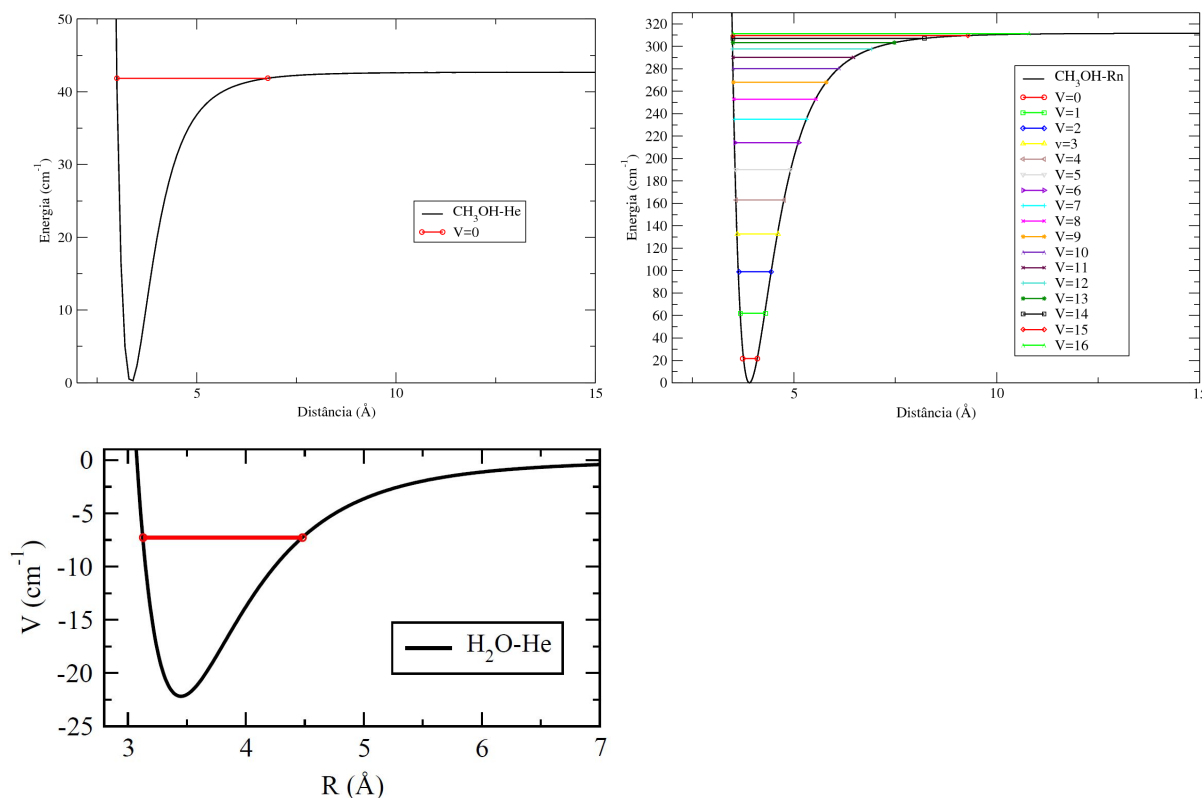 50
40
30
20
10
0
Energia (cm⁻¹)
5
10
15
Distância (Å)
CH₃OH-He
V=0
320
300
280
260
240
220
200
180
160
140
120
100
80
60
40
20
0
Energia (cm⁻¹)
5
10
15
Distância (Å)
CH₃OH-Rn
V=0
V=1
V=2
v=3
V=4
V=5
V=6
V=7
V=8
V=9
V=10
V=11
V=12
V=13
V=14
V=15
V=16
0
-5
-10
-15
-20
-25
V (cm⁻¹)
3
4
5
6
7
R (Å)
H₂O-He